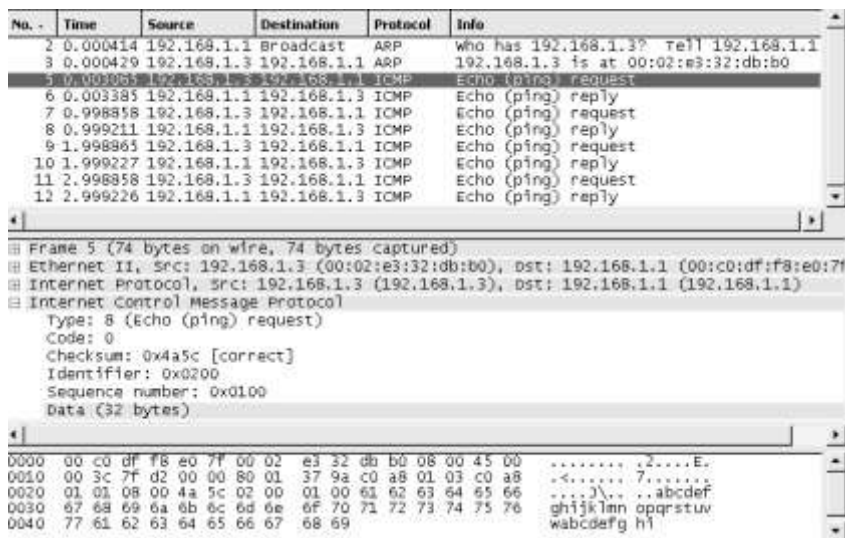 No. - Time Source Destination Protocol Info
2 0.000414 192.168.1.1 Broadcast ARP Who has 192.168.1.3? Tell 192.168.1.1
3 0.000429 192.168.1.3 192.168.1.1 ARP 192.168.1.3 is at 00:02:e3:32:db:b0
5 0.003065 192.168.1.3 192.168.1.1 ICMP Echo (ping) request
6 0.003385 192.168.1.1 192.168.1.3 ICMP Echo (ping) reply
7 0.998858 192.168.1.3 192.168.1.1 ICMP Echo (ping) request
8 0.999211 192.168.1.1 192.168.1.3 ICMP Echo (ping) reply
9 1.998865 192.168.1.3 192.168.1.1 ICMP Echo (ping) request
10 1.999227 192.168.1.1 192.168.1.3 ICMP Echo (ping) reply
11 2.998858 192.168.1.3 192.168.1.1 ICMP Echo (ping) request
12 2.999226 192.168.1.1 192.168.1.3 ICMP Echo (ping) reply
Frame 5 (74 bytes on wire, 74 bytes captured)
Ethernet II, Src: 192.168.1.3 (00:02:e3:32:db:b0), Dst: 192.168.1.1 (00:c0:df:f8:e0:7f
Internet Protocol, Src: 192.168.1.3 (192.168.1.3), Dst: 192.168.1.1 (192.168.1.1)
Internet Control Message Protocol
Type: 8 (Echo (ping) request)
Code: 0
Checksum: 0x4a5c [correct]
Identifier: 0x0200
Sequence number: 0x0100
Data (32 bytes)
0000 00 c0 df f8 e0 7f 00 02 e3 32 db b0 08 00 45 00 ........ .2....E.
0010 00 3c 7f d2 00 00 80 01 37 9a c0 a8 01 03 c0 a8 .<...... 7.......
0020 01 01 08 00 4a 5c 02 00 01 00 61 62 63 64 65 66 ....J\.. ..abcdef
0030 67 68 69 6a 6b 6c 6d 6e 6f 70 71 72 73 74 75 76 ghijklmn opqrstuv
0040 77 61 62 63 64 65 66 67 68 69 wabcdefg hi